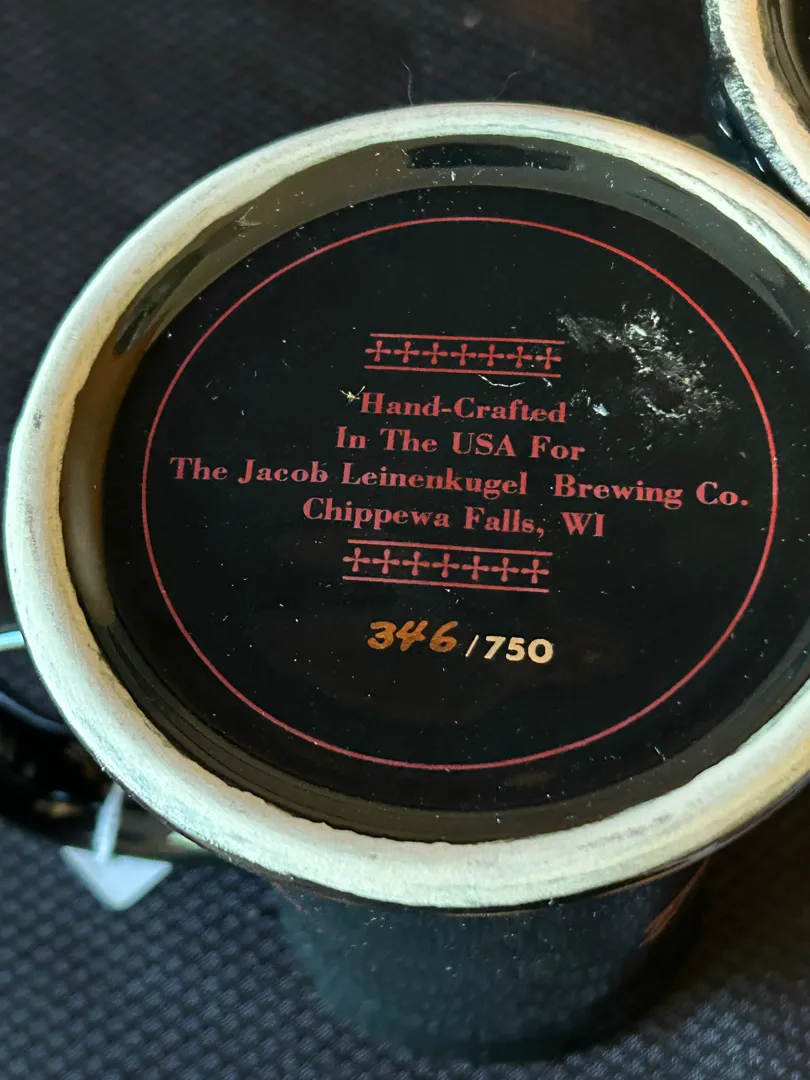 Hand-Crafted
In The USA For
The Jacob Leinenkugel Brewing Co.
Chippewa Falls, WI
346/750